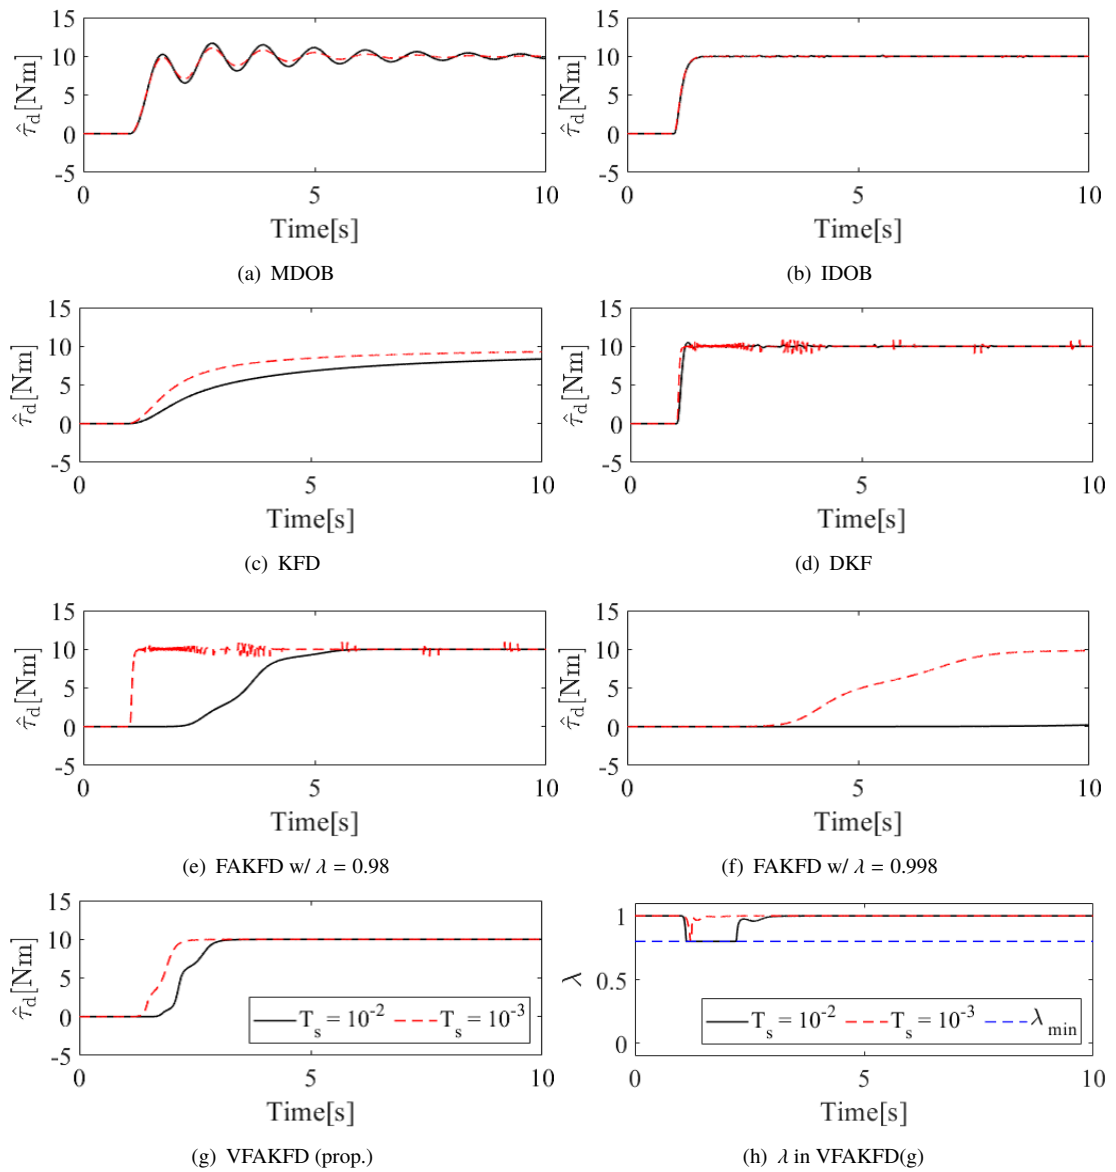 15
10
5
0
-5
τ̂d[Nm]
0 5 10
Time[s]
(a) MDOB
15
10
5
0
-5
τ̂d[Nm]
0 5 10
Time[s]
(b) IDOB
15
10
5
0
-5
τ̂d[Nm]
0 5 10
Time[s]
(c) KFD
15
10
5
0
-5
τ̂d[Nm]
0 5 10
Time[s]
(d) DKF
15
10
5
0
-5
τ̂d[Nm]
0 5 10
Time[s]
(e) FAKFD w/ λ = 0.98
15
10
5
0
-5
τ̂d[Nm]
0 5 10
Time[s]
(f) FAKFD w/ λ = 0.998
15
10
5
0
-5
τ̂d[Nm]
Ts = 10-2 Ts = 10-3
0 5 10
Time[s]
(g) VFAKFD (prop.)
1
0.5
0
λ
Ts = 10-2 Ts = 10-3 λmin
0 5 10
Time[s]
(h) λ in VFAKFD(g)